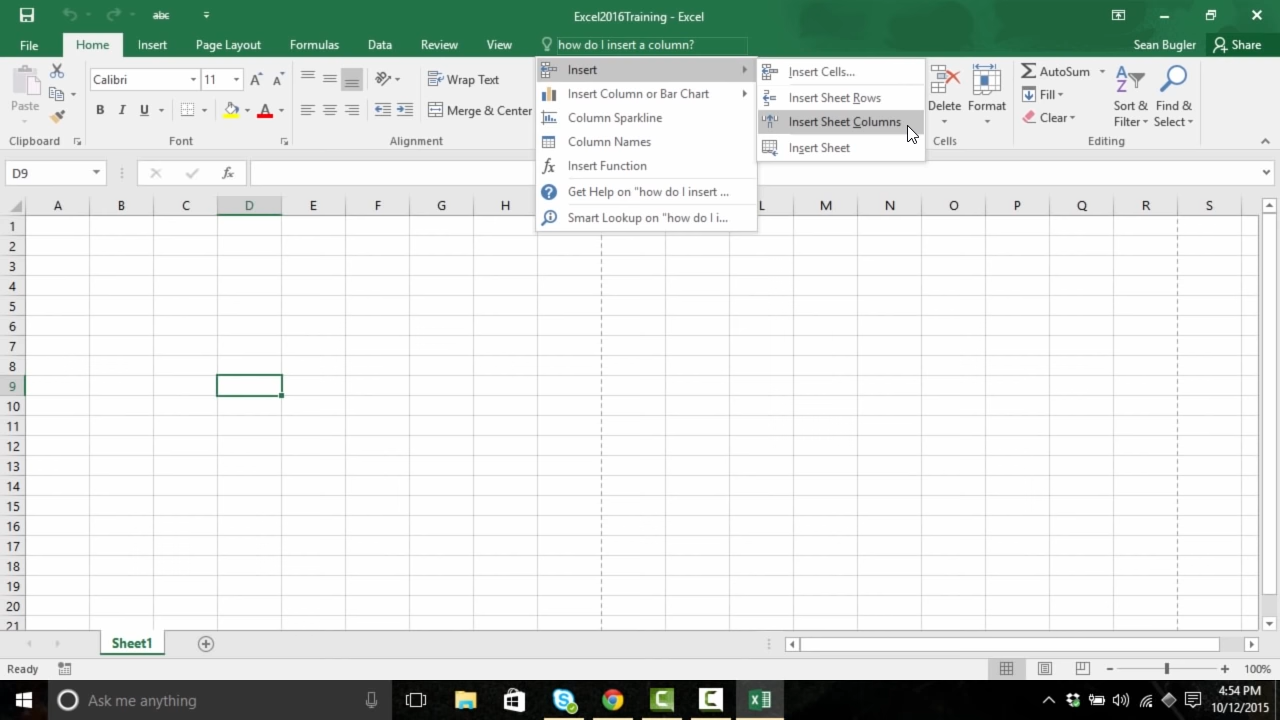 abc
Excel2016Training - Excel
File
Home
Insert
Page Layout
Formulas
Data
Review
View
how do I insert a column?
Sean Bugler
Share
Paste
Calibri
11
B I U
A
Wrap Text
Merge & Center
Clipboard
Font
Alignment
Insert
Insert Column or Bar Chart
Column Sparkline
Column Names
fx Insert Function
Get Help on "how do I insert ...
Smart Lookup on "how do I i...
Insert Cells...
Insert Sheet Rows
Insert Sheet Columns
Insert Sheet
Delete
Format
Cells
AutoSum
Fill
Clear
Sort &
Filter
Find &
Select
Editing
D9
fx
A B C D E F G H L M N O P Q R S
1
2
3
4
5
6
7
8
9
10
11
12
13
14
15
16
17
18
19
20
21
Sheet1
Ready
100%
Ask me anything
4:54 PM
10/12/2015